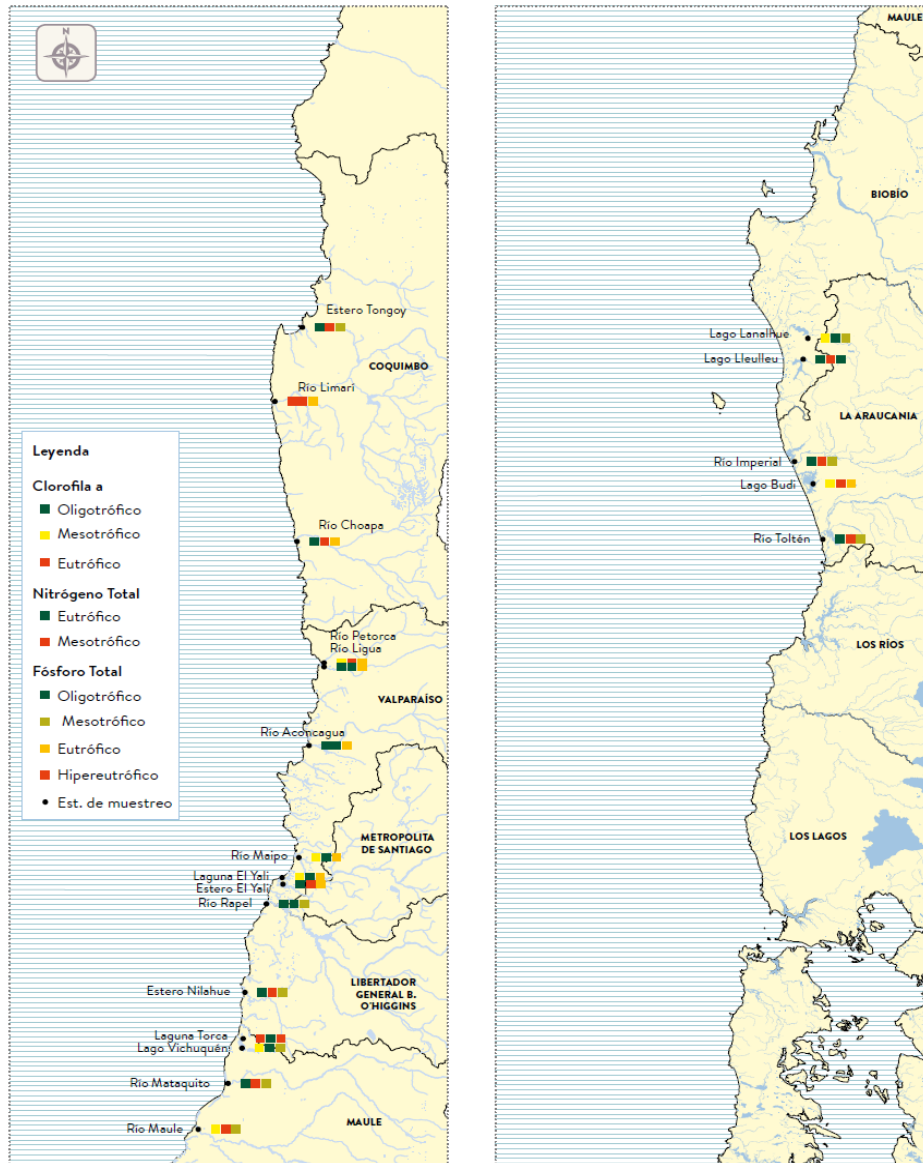 N
Estero Tongoy
COQUIMBO
Río Limarí
Leyenda
Clorofila a
Oligotrófico
Mesotrófico
Eutrófico
Nitrógeno Total
Eutrófico
Mesotrófico
Fósforo Total
Oligotrófico
Mesotrófico
Eutrófico
Hipereutrófico
Est. de muestreo
Río Choapa
Río Petorca
Río Ligua
VALPARAÍSO
Río Aconcagua
METROPOLITA
DE SANTIAGO
Río Maipo
Laguna El Yali
Estero El Yali
Río Rapel
LIBERTADOR
GENERAL B.
O'HIGGINS
Estero Nilahue
Laguna Torca
Lago Vichuquén
Río Mataquito
MAULE
Río Maule
MAULE
BIOBÍO
Lago Lanalhue
Lago Lleulleu
LA ARAUCANIA
Río Imperial
Lago Budi
Río Toltén
LOS RÍOS
LOS LAGOS